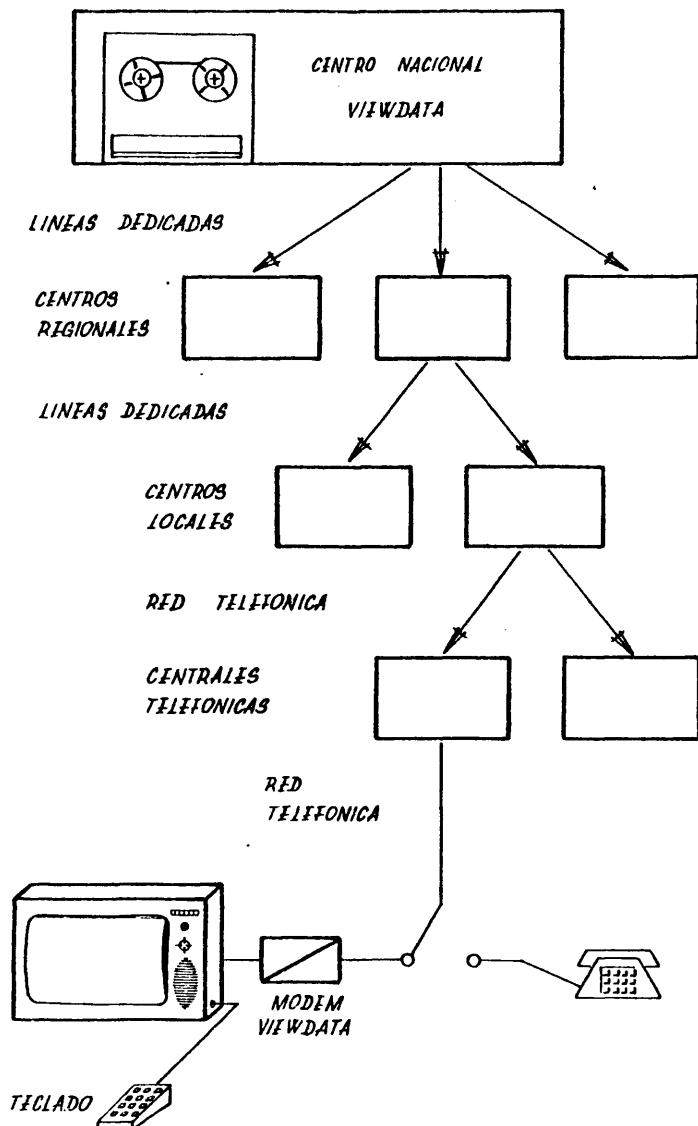 CENTRO NACIONAL
VIEWDATA
LINEAS DEDICADAS
CENTROS
REGIONALES
LINEAS DEDICADAS
CENTROS
LOCALES
RED TELEFONICA
CENTRALES
TELEFONICAS
RED
TELEFONICA
MODEM
VIEWDATA
TECLADO